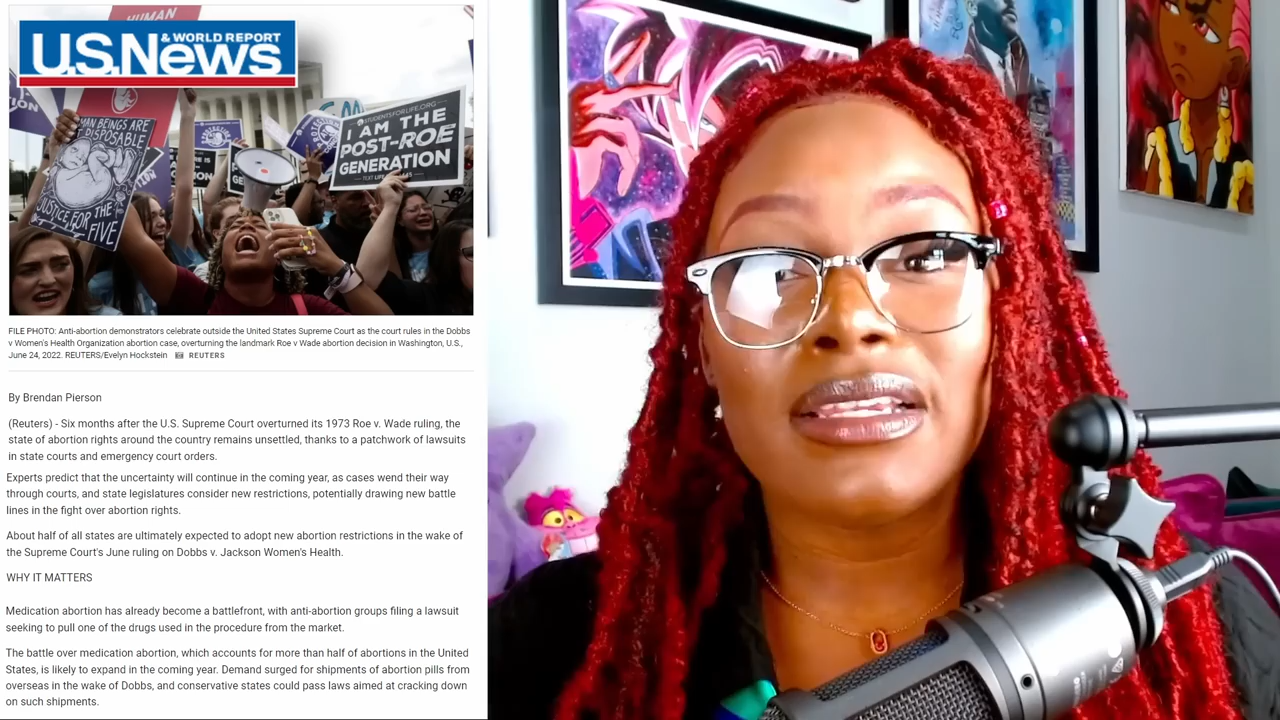 HUMAN
U.S.News
& WORLD REPORT
STUDENTSFORLIFE.ORG
I AM THE
POST-ROE
GENERATION
HUMAN BEINGS ARE
NOT DISPOSABLE
JUSTICE FOR THE
FIVE
FILE PHOTO: Anti-abortion demonstrators celebrate outside the United States Supreme Court as the court rules in the Dobbs
v Women's Health Organization abortion case, overturning the landmark Roe v Wade abortion decision in Washington, U.S.,
June 24, 2022. REUTERS/Evelyn Hockstein REUTERS
By Brendan Pierson
(Reuters) - Six months after the U.S. Supreme Court overturned its 1973 Roe v. Wade ruling, the
state of abortion rights around the country remains unsettled, thanks to a patchwork of lawsuits
in state courts and emergency court orders.
Experts predict that the uncertainty will continue in the coming year, as cases wend their way
through courts, and state legislatures consider new restrictions, potentially drawing new battle
lines in the fight over abortion rights.
About half of all states are ultimately expected to adopt new abortion restrictions in the wake of
the Supreme Court's June ruling on Dobbs v. Jackson Women's Health.
WHY IT MATTERS
Medication abortion has already become a battlefront, with anti-abortion groups filing a lawsuit
seeking to pull one of the drugs used in the procedure from the market.
The battle over medication abortion, which accounts for more than half of abortions in the United
States, is likely to expand in the coming year. Demand surged for shipments of abortion pills from
overseas in the wake of Dobbs, and conservative states could pass laws aimed at cracking down
on such shipments.